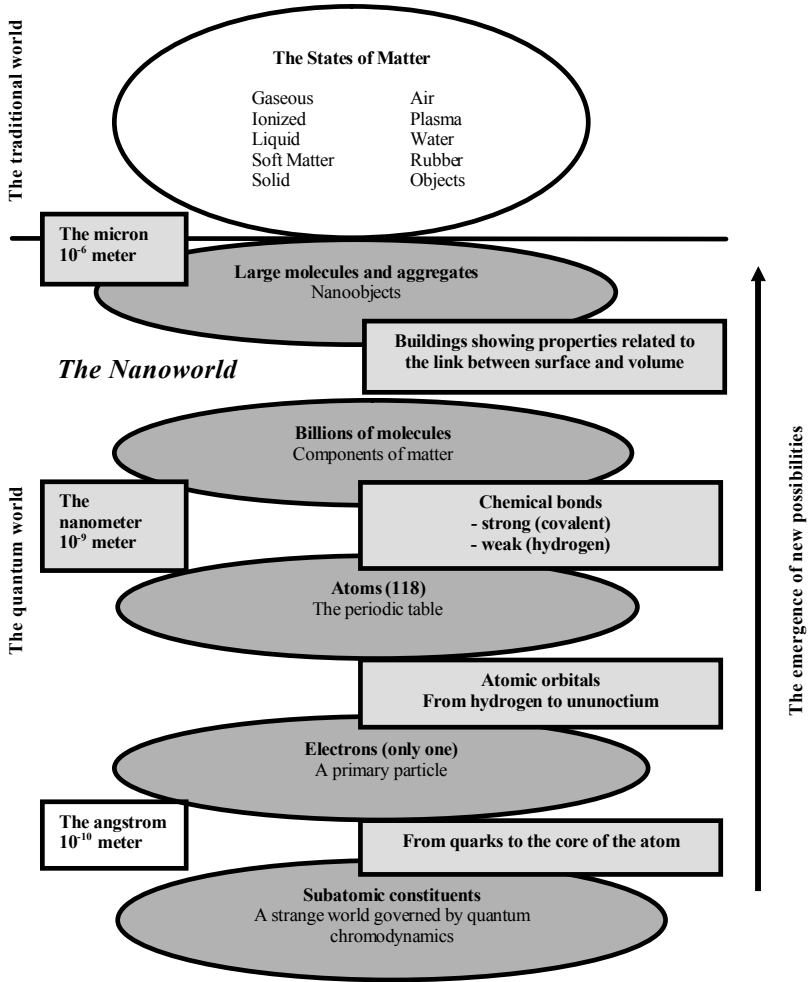 The traditional world
The States of Matter
Gaseous Air
Ionized Plasma
Liquid Water
Soft Matter Rubber
Solid Objects
The micron
10⁻⁶ meter
Large molecules and aggregates
Nanoobjects
Buildings showing properties related to
the link between surface and volume
The Nanoworld
Billions of molecules
Components of matter
The
nanometer
10⁻⁹ meter
Chemical bonds
- strong (covalent)
- weak (hydrogen)
The quantum world
Atoms (118)
The periodic table
Atomic orbitals
From hydrogen to ununoctium
Electrons (only one)
A primary particle
The angstrom
10⁻¹⁰ meter
From quarks to the core of the atom
Subatomic constituents
A strange world governed by quantum
chromodynamics
The emergence of new possibilities